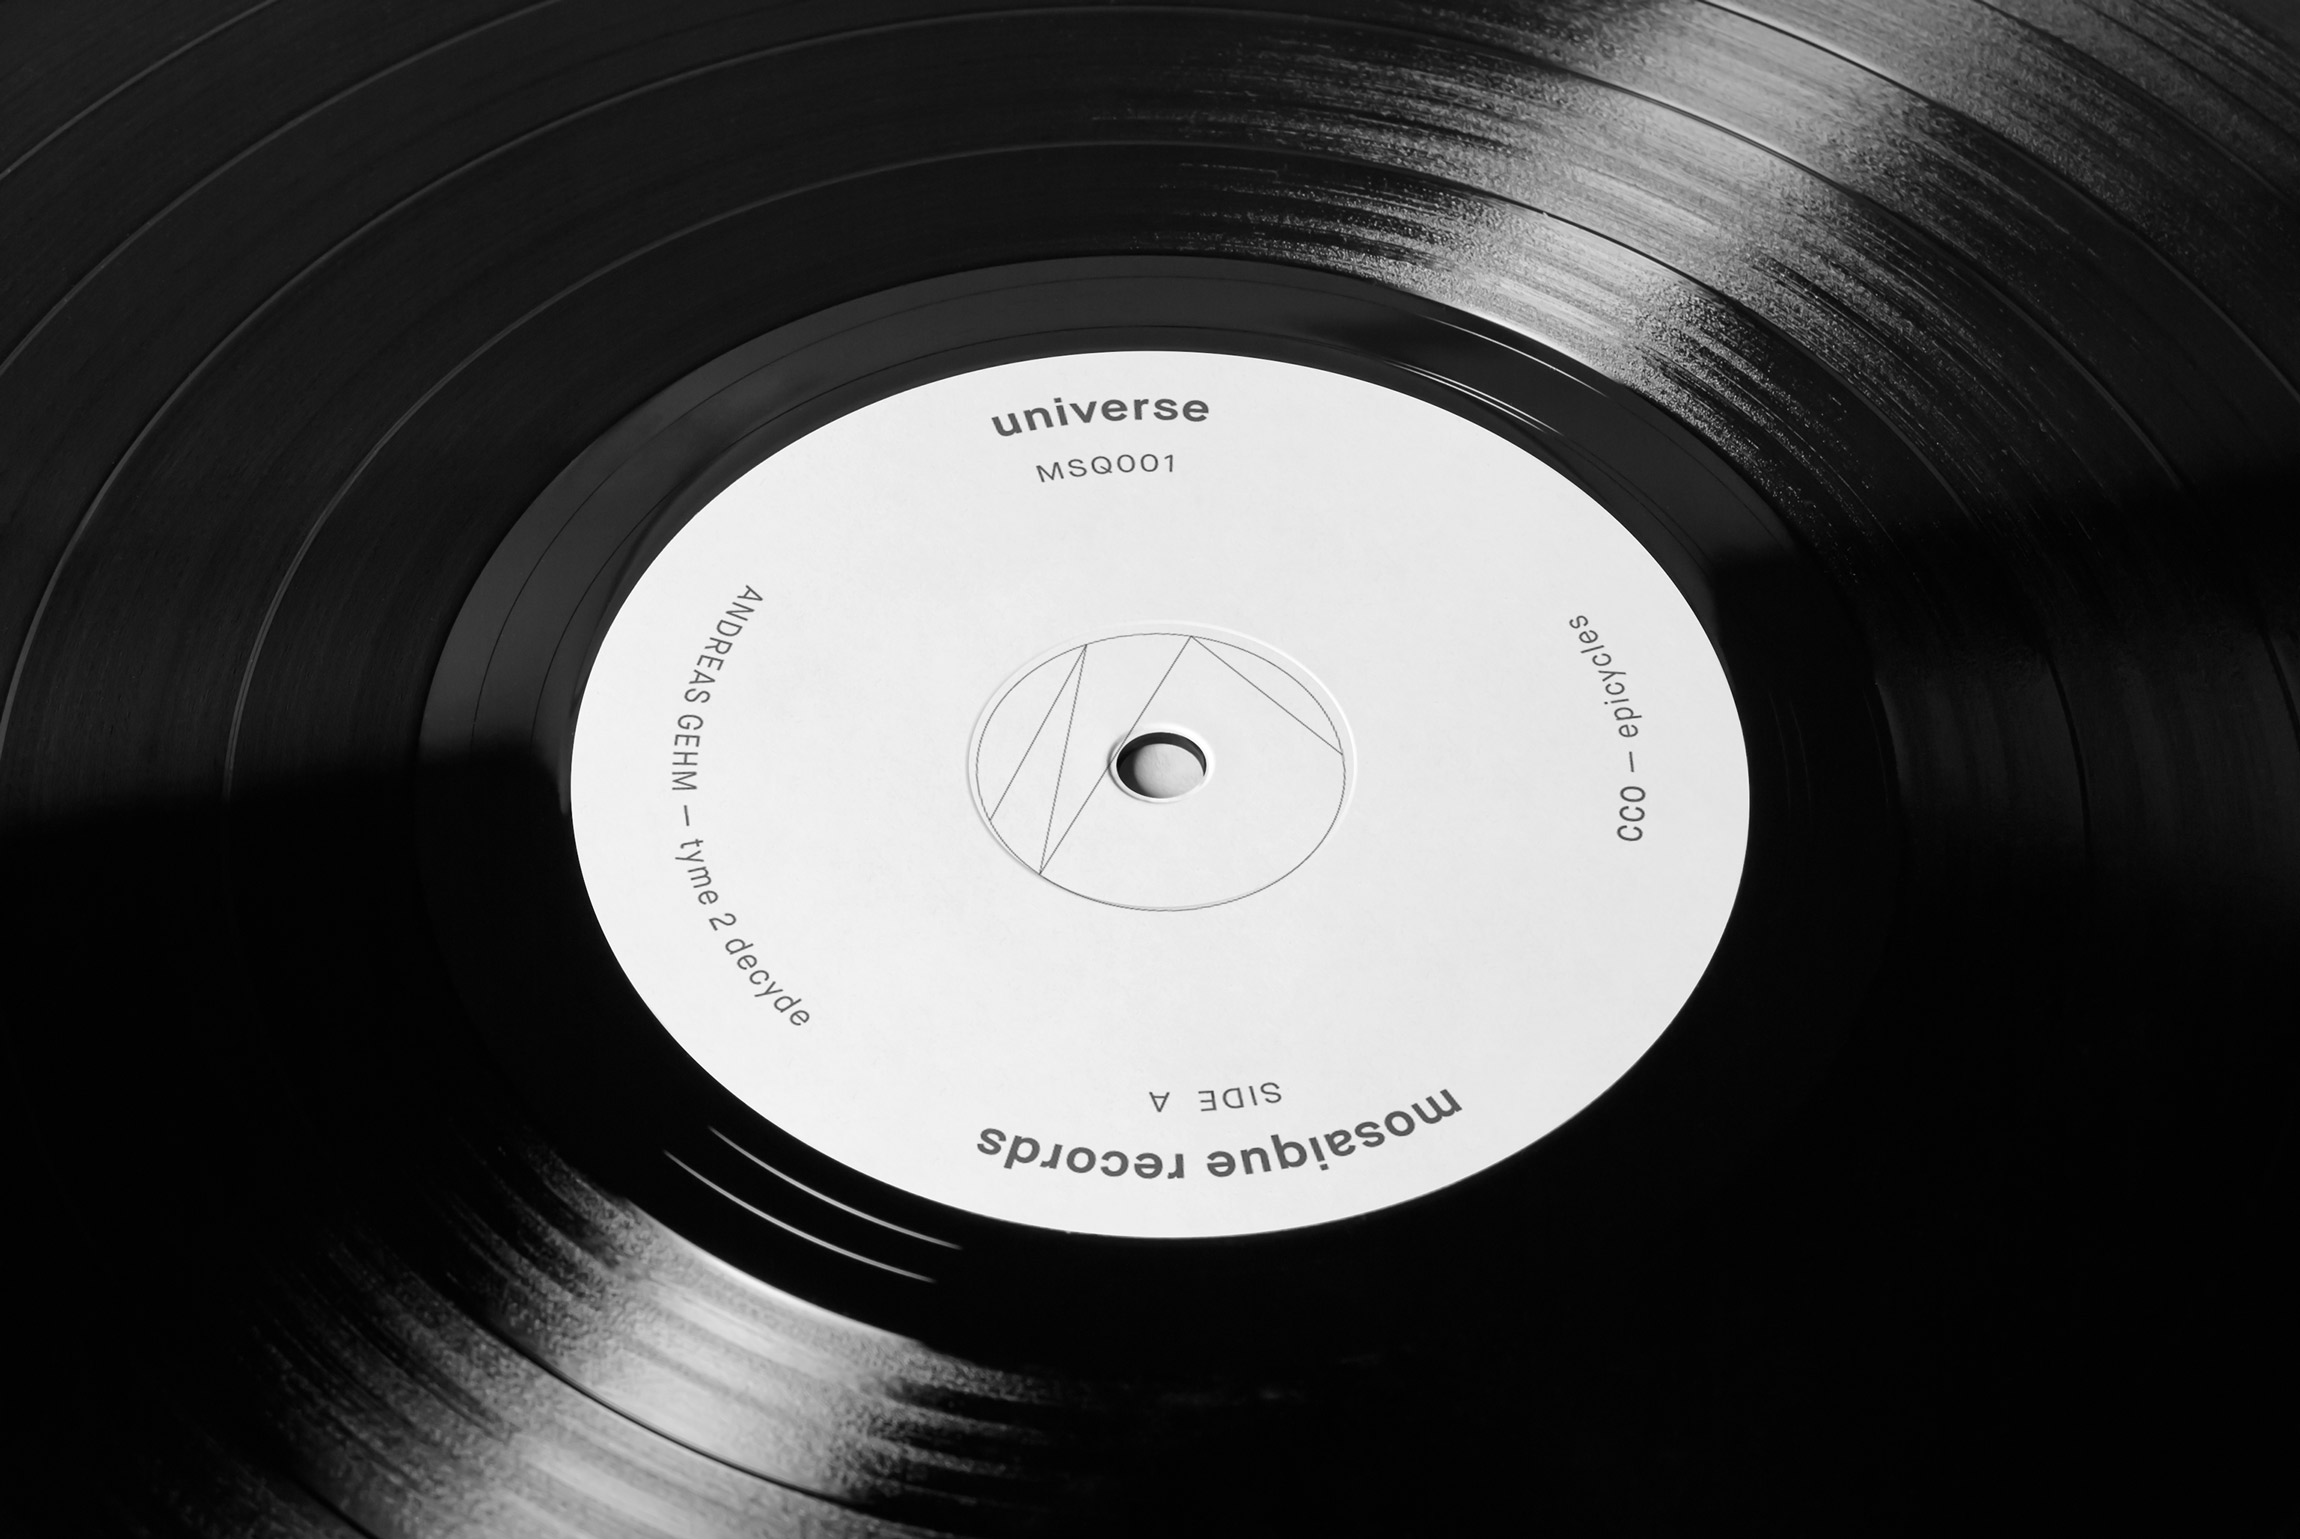 universe
MSQ001
ANDREAS GEHM — tyme 2 decyde
CCO — epicycles
SIDE A
mosaique records